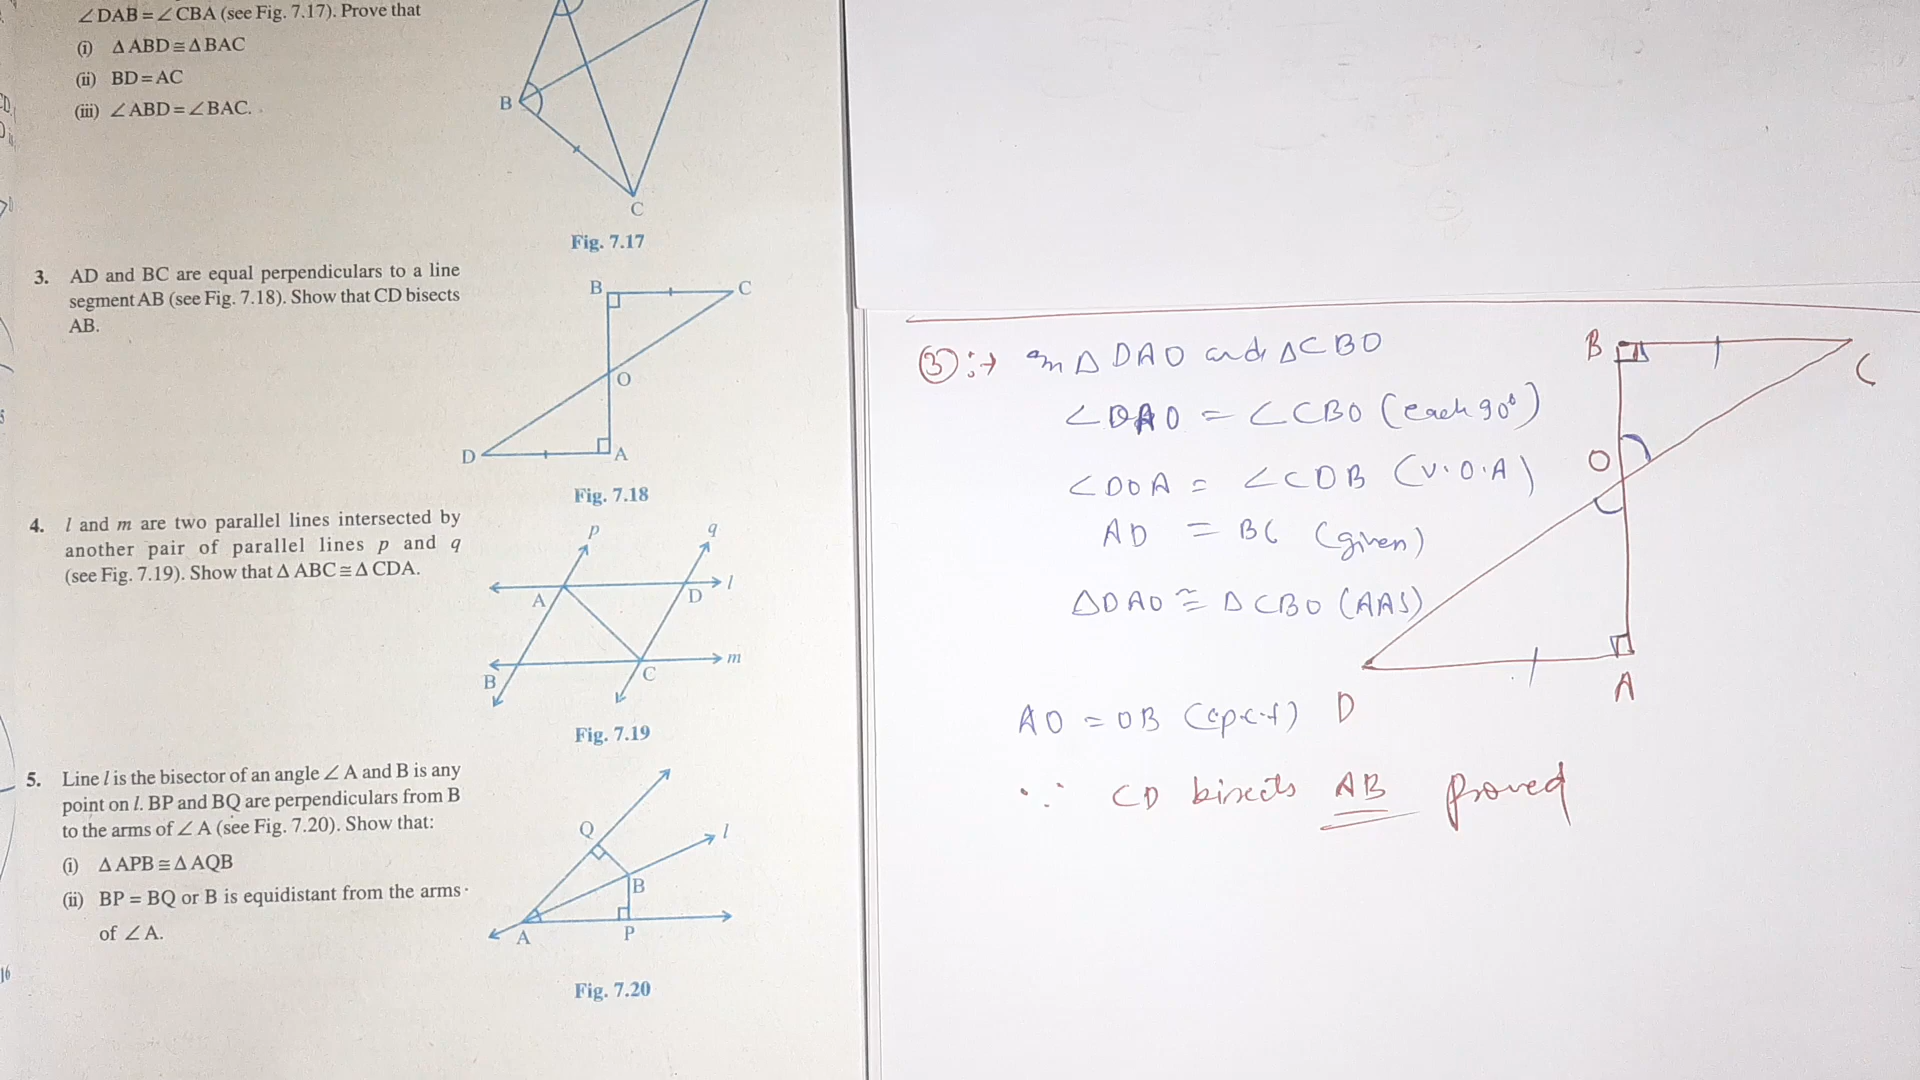 ∠DAB = ∠CBA (see Fig. 7.17). Prove that
(i) Δ ABD ≅ Δ BAC
(ii) BD = AC
(iii) ∠ABD = ∠BAC.
B
C
Fig. 7.17
3. AD and BC are equal perpendiculars to a line
segment AB (see Fig. 7.18). Show that CD bisects
AB.
B
C
O
D
A
Fig. 7.18
4. l and m are two parallel lines intersected by
another pair of parallel lines p and q
(see Fig. 7.19). Show that Δ ABC ≅ Δ CDA.
p
q
l
A
D
m
B
C
Fig. 7.19
5. Line l is the bisector of an angle ∠A and B is any
point on l. BP and BQ are perpendiculars from B
to the arms of ∠A (see Fig. 7.20). Show that:
(i) Δ APB ≅ Δ AQB
(ii) BP = BQ or B is equidistant from the arms
of ∠A.
Q
l
B
A
P
Fig. 7.20
16
③:→ In Δ DAO and ΔCBO
∠DAO = ∠CBO (each 90°)
∠DOA = ∠COB (V.O.A)
AD = BC (given)
ΔDAO ≅ ΔCBO (AAS)
AO = OB (c.p.c.t)
∵ CD bisects AB Proved
B
C
O
D
A